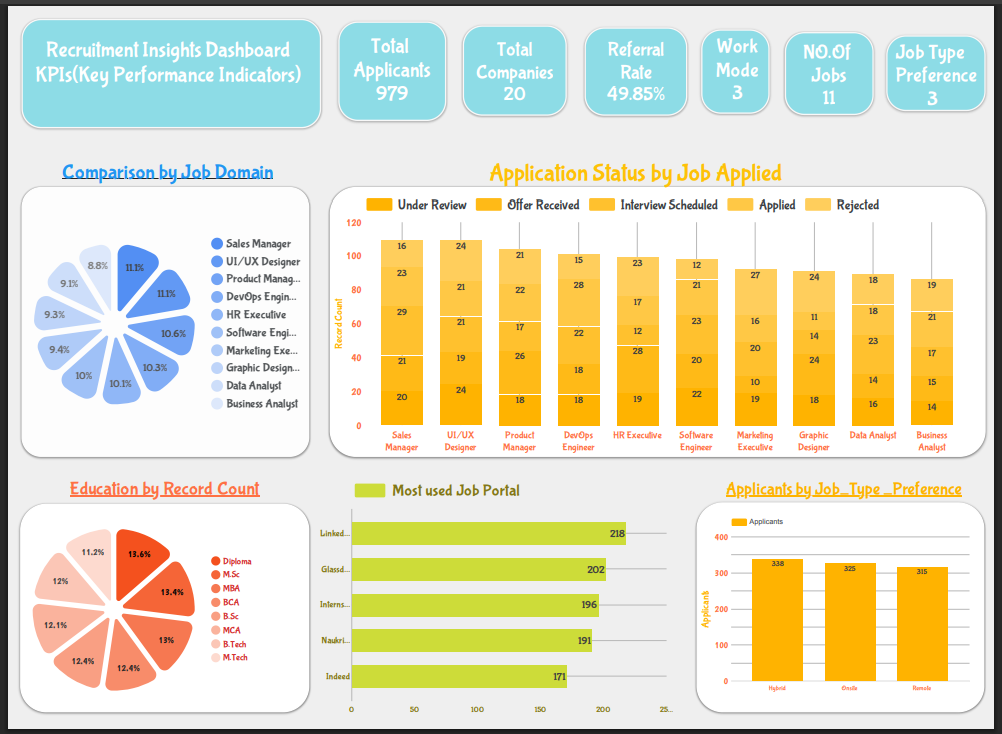 Recruitment Insights Dashboard
KPIs(Key Performance Indicators)
Total
Applicants
979
Total
Companies
20
Referral
Rate
49.85%
Work
Mode
3
NO.Of
Jobs
11
Job Type
Preference
3
Comparison by Job Domain
11.1%
11.1%
10.6%
10.3%
10.1%
10%
9.4%
9.3%
9.1%
8.8%
Sales Manager
UI/UX Designer
Product Manag...
DevOps Engin...
HR Executive
Software Engi...
Marketing Exe...
Graphic Design...
Data Analyst
Business Analyst
Application Status by Job Applied
Under Review Offer Received Interview Scheduled Applied Rejected
Record Count
120
100
80
60
40
20
0
16
23
29
21
20
24
21
21
19
24
21
22
17
26
18
15
28
22
18
18
23
17
12
28
19
12
21
23
20
22
27
16
20
10
19
24
11
14
24
18
18
18
23
14
16
19
21
17
15
14
Sales
Manager
UI/UX
Designer
Product
Manager
DevOps
Engineer
HR Executive
Software
Engineer
Marketing
Executive
Graphic
Designer
Data Analyst
Business
Analyst
Education by Record Count
13.6%
13.4%
13%
12.4%
12.4%
12.1%
12%
11.2%
Diploma
M.Sc
MBA
BCA
B.Sc
MCA
B.Tech
M.Tech
Most used Job Portal
Linked... 218
Glassd... 202
Interns... 196
Naukri... 191
Indeed 171
0 50 100 150 200 25...
Applicants by Job_Type _Preference
Applicants
Applicants
400
300
200
100
0
338
325
315
Hybrid Onsite Remote